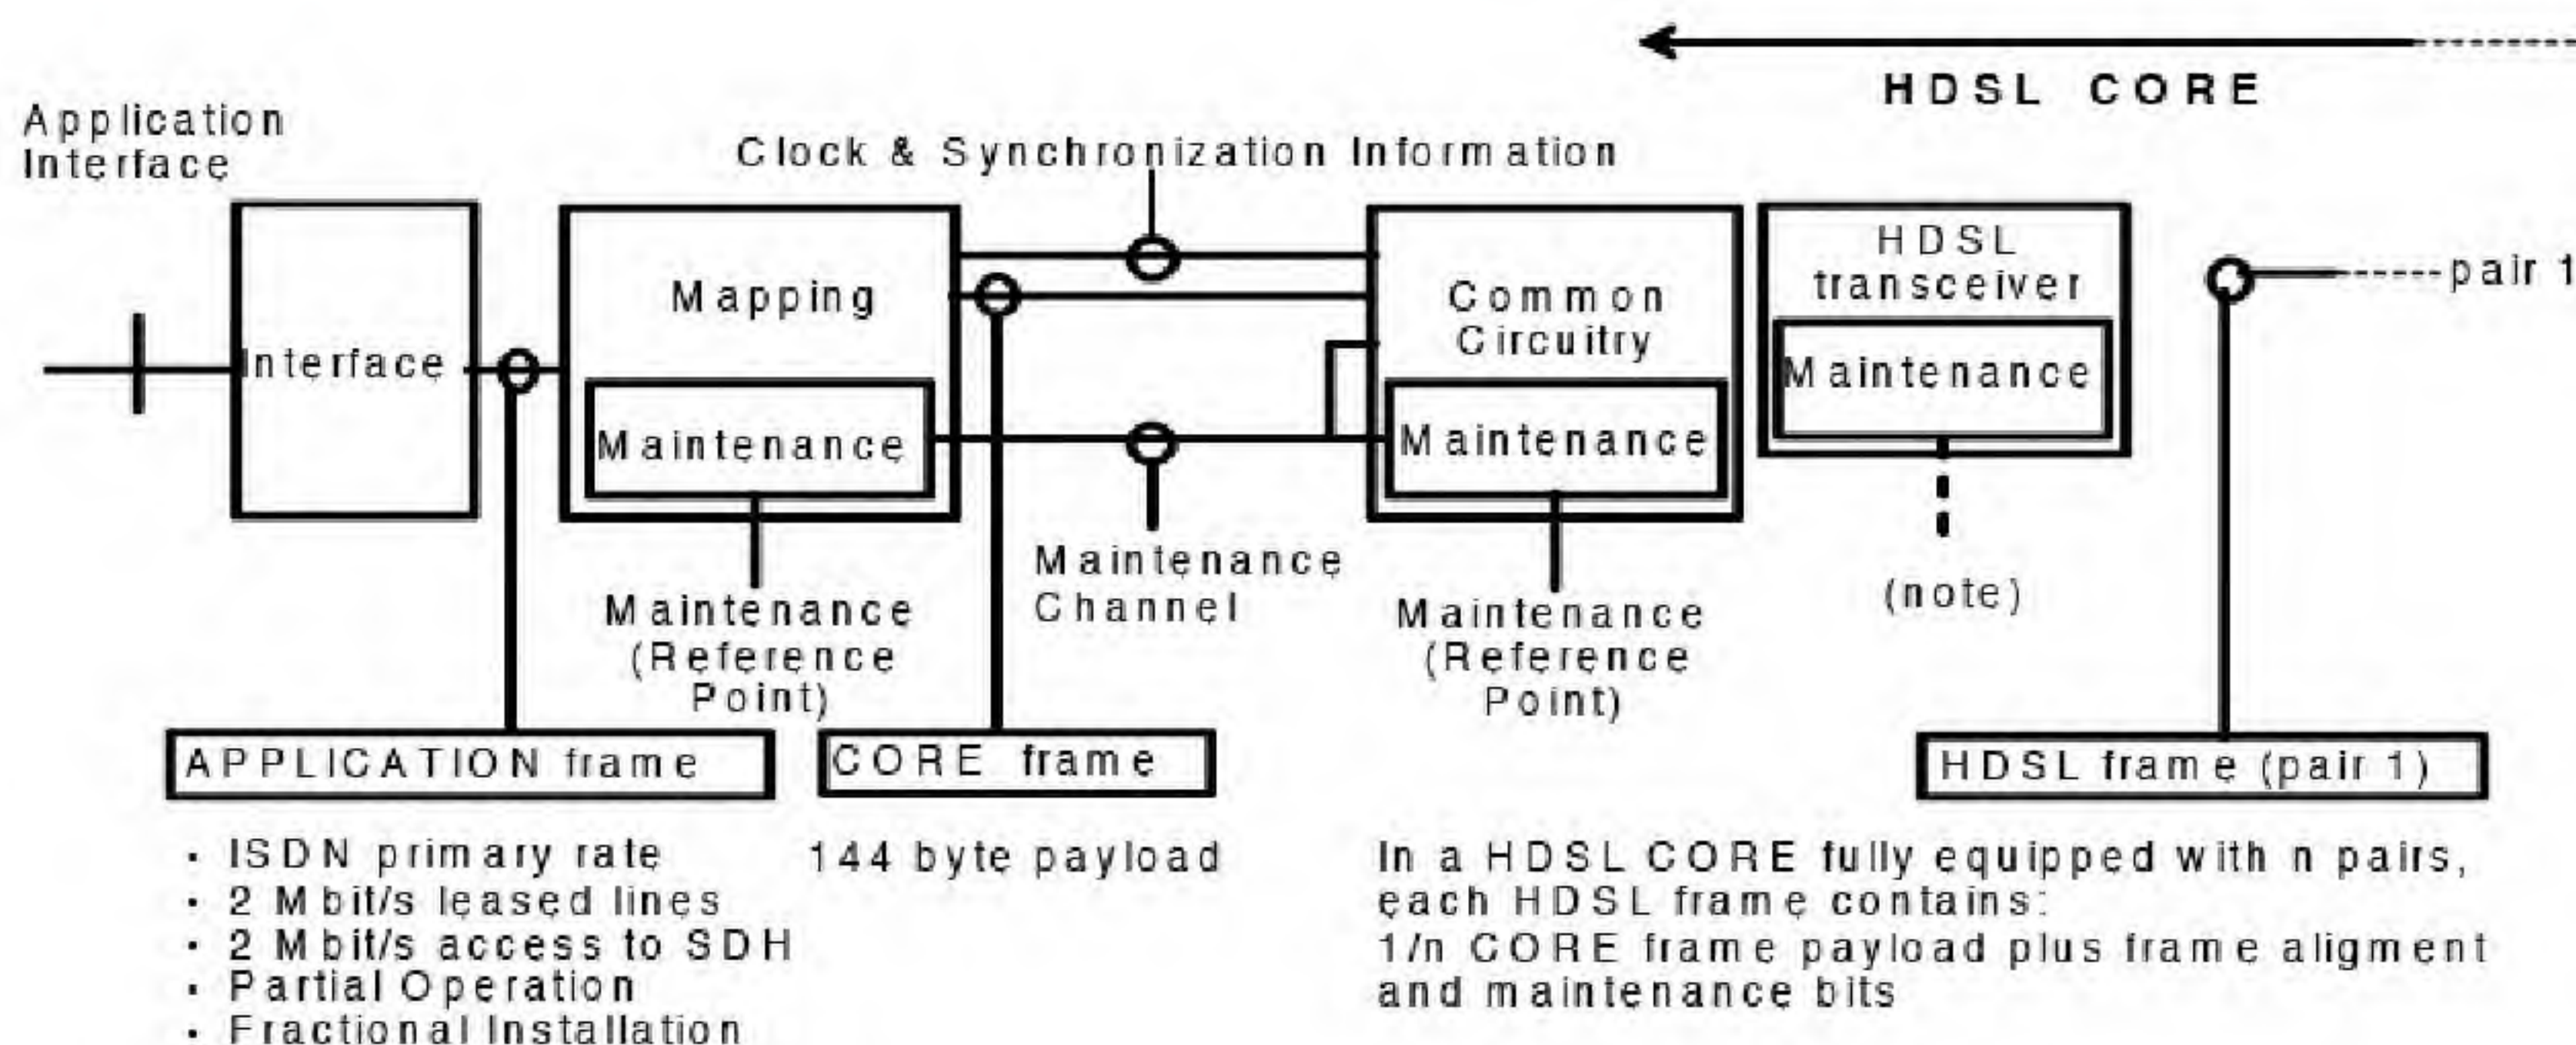 HDSL CORE
Application
Interface
Clock & Synchronization Information
Interface
Mapping
Maintenance
Common
Circuitry
Maintenance
HDSL
transceiver
Maintenance
pair 1
Maintenance
(Reference
Point)
Maintenance
Channel
Maintenance
(Reference
Point)
(note)
APPLICATION frame
CORE frame
HDSL frame (pair 1)
· ISDN primary rate
· 2 Mbit/s leased lines
· 2 Mbit/s access to SDH
· Partial Operation
· Fractional Installation
144 byte payload
In a HDSL CORE fully equipped with n pairs,
each HDSL frame contains:
1/n CORE frame payload plus frame aligment
and maintenance bits